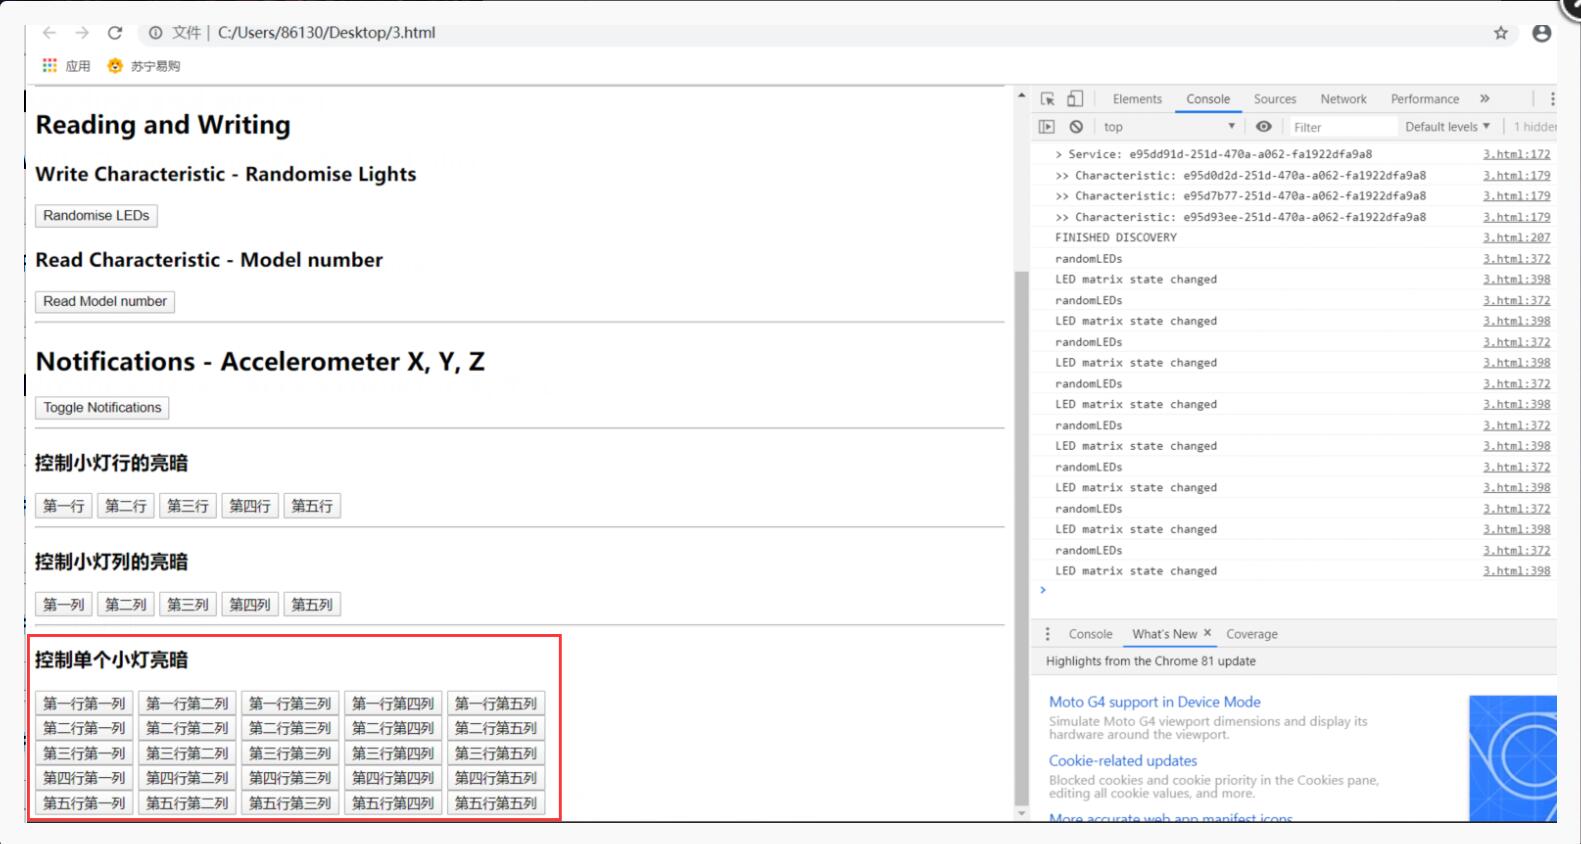 文件 | C:/Users/86130/Desktop/3.html
应用 苏宁易购
Reading and Writing
Write Characteristic - Randomise Lights
Randomise LEDs
Read Characteristic - Model number
Read Model number
Notifications - Accelerometer X, Y, Z
Toggle Notifications
控制小灯行的亮暗
第一行 第二行 第三行 第四行 第五行
控制小灯列的亮暗
第一列 第二列 第三列 第四列 第五列
控制单个小灯亮暗
第一行第一列 第一行第二列 第一行第三列 第一行第四列 第一行第五列
第二行第一列 第二行第二列 第二行第三列 第二行第四列 第二行第五列
第三行第一列 第三行第二列 第三行第三列 第三行第四列 第三行第五列
第四行第一列 第四行第二列 第四行第三列 第四行第四列 第四行第五列
第五行第一列 第五行第二列 第五行第三列 第五行第四列 第五行第五列
Elements Console Sources Network Performance »
top Filter Default levels 1 hidden
> Service: e95dd91d-251d-470a-a062-fa1922dfa9a8 3.html:172
>> Characteristic: e95d0d2d-251d-470a-a062-fa1922dfa9a8 3.html:179
>> Characteristic: e95d7b77-251d-470a-a062-fa1922dfa9a8 3.html:179
>> Characteristic: e95d93ee-251d-470a-a062-fa1922dfa9a8 3.html:179
FINISHED DISCOVERY 3.html:207
randomLEDs 3.html:372
LED matrix state changed 3.html:398
randomLEDs 3.html:372
LED matrix state changed 3.html:398
randomLEDs 3.html:372
LED matrix state changed 3.html:398
randomLEDs 3.html:372
LED matrix state changed 3.html:398
randomLEDs 3.html:372
LED matrix state changed 3.html:398
randomLEDs 3.html:372
LED matrix state changed 3.html:398
randomLEDs 3.html:372
LED matrix state changed 3.html:398
randomLEDs 3.html:372
LED matrix state changed 3.html:398
>
Console What's New × Coverage
Highlights from the Chrome 81 update
Moto G4 support in Device Mode
Simulate Moto G4 viewport dimensions and display its
hardware around the viewport.
Cookie-related updates
Blocked cookies and cookie priority in the Cookies pane,
editing all cookie values, and more.
More accurate web app manifest icons